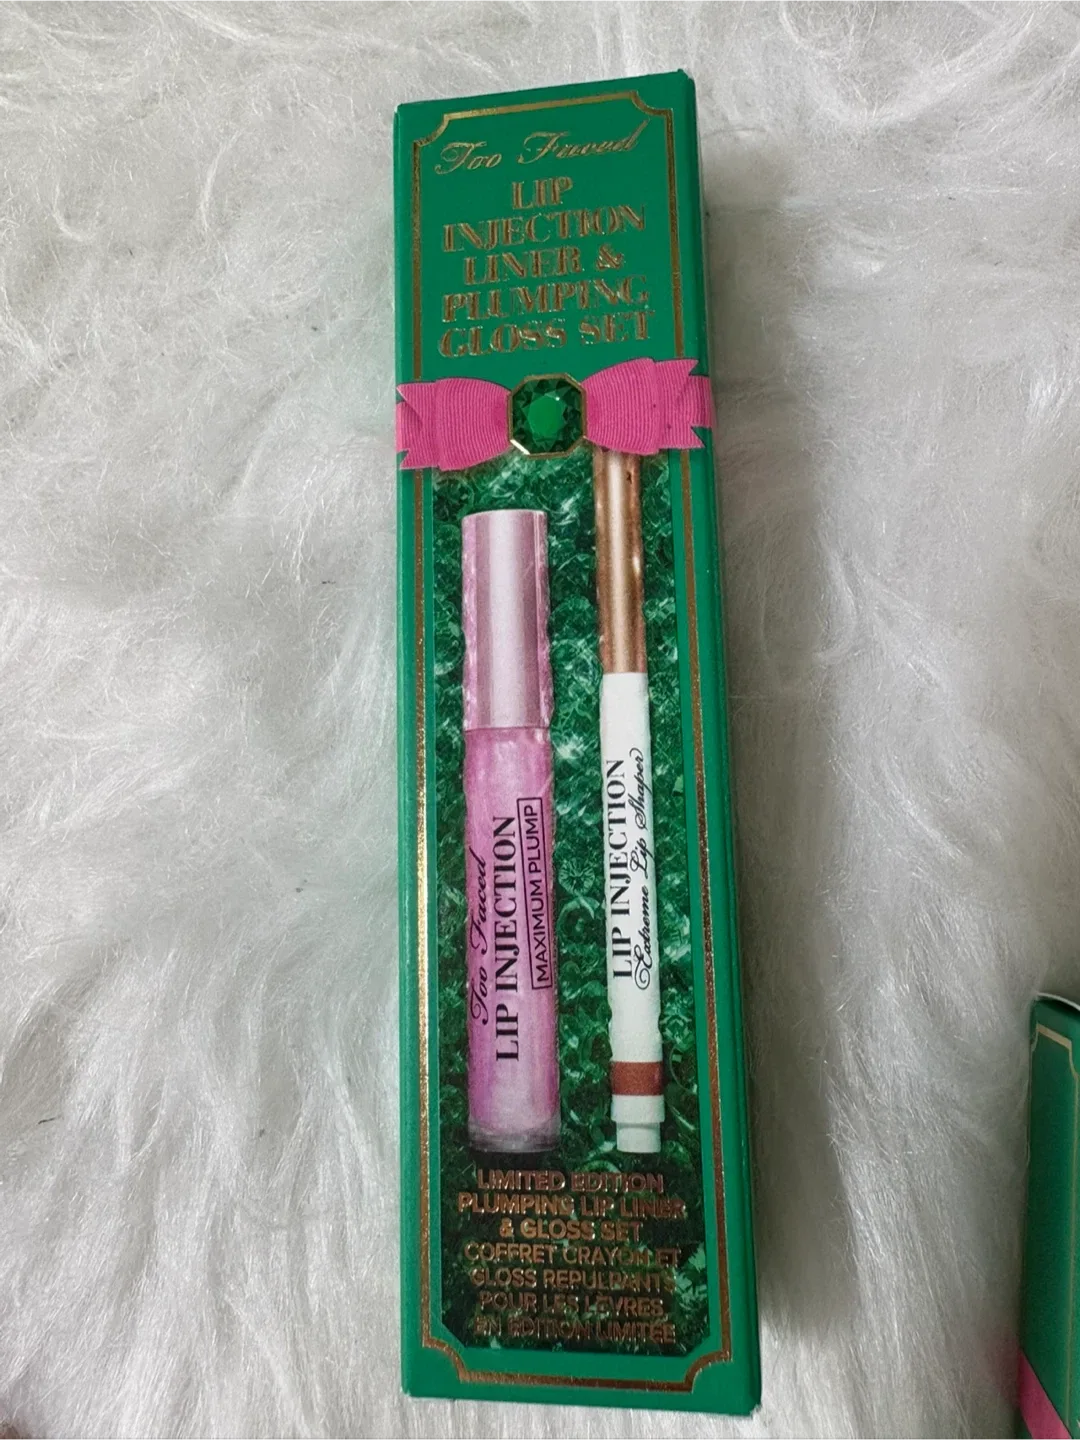 Too Faced
LIP
INJECTION
LINER &
PLUMPING
GLOSS SET
Too Faced
LIP INJECTION
MAXIMUM PLUMP
LIP INJECTION
Extreme Lip Shaper
LIMITED EDITION
PLUMPING LIP LINER
& GLOSS SET
COFFRET CRAYON ET
GLOSS REPULPANTS
POUR LES LÈVRES
EN ÉDITION LIMITÉE